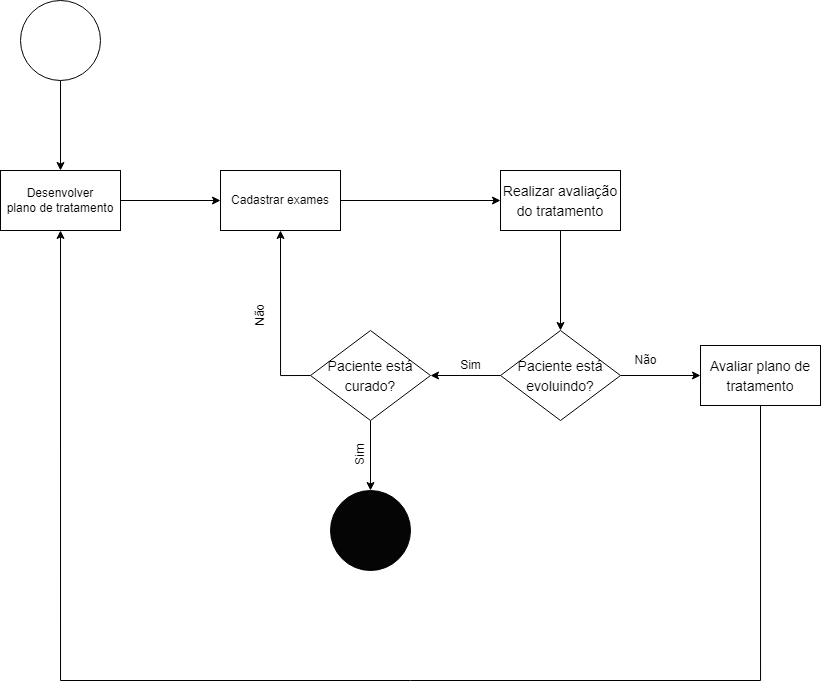 Desenvolver
plano de tratamento
Cadastrar exames
Realizar avaliação
do tratamento
Não
Paciente está
curado?
Sim
Paciente está
evoluindo?
Não
Avaliar plano de
tratamento
Sim